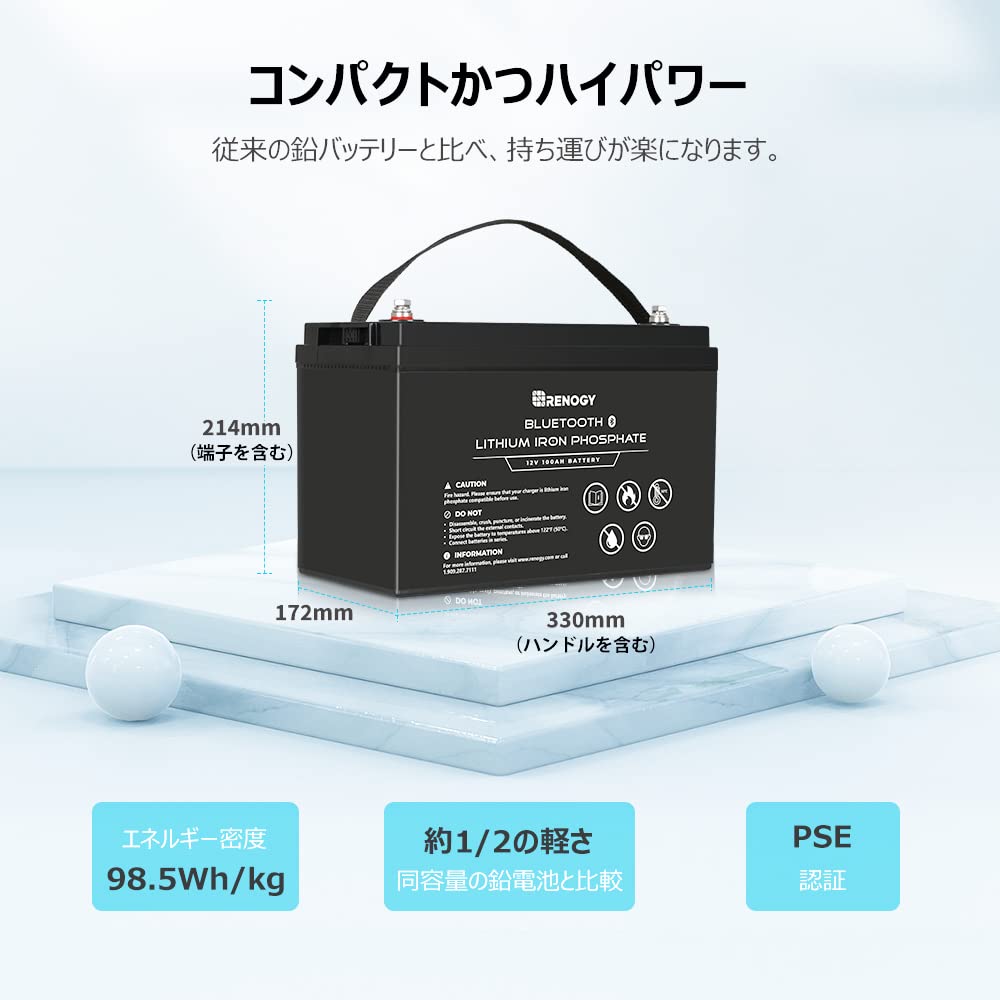 コンパクトかつハイパワー
従来の鉛バッテリーと比べ、持ち運びが楽になります。
214mm
（端子を含む）
RENOGY
BLUETOOTH
LITHIUM IRON PHOSPHATE
12V 100AH BATTERY
CAUTION
Fire hazard. Please ensure that your charger is lithium iron
phosphate compatible before use.
DO NOT
• Disassemble, crush, puncture, or incinerate the battery.
• Short circuit the external contacts.
• Expose the battery to temperatures above 122°F (50°C).
• Connect batteries in series.
INFORMATION
For more information, please visit www.renogy.com or call
1.909.287.7111
172mm
330mm
（ハンドルを含む）
エネルギー密度
98.5Wh/kg
約1/2の軽さ
同容量の鉛電池と比較
PSE
認証